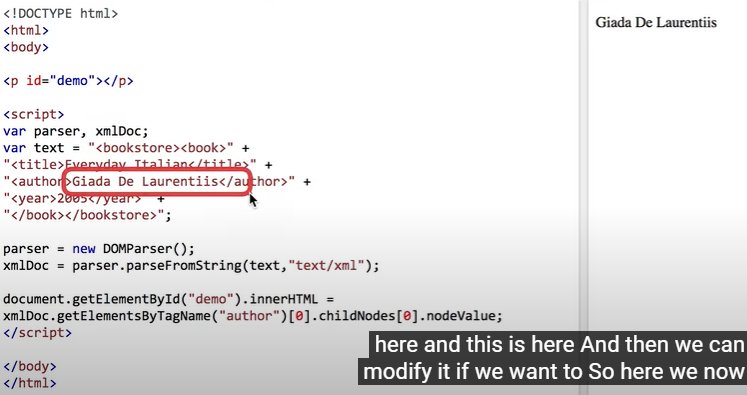 <!DOCTYPE html>
<html>
<body>
<p id="demo"></p>
<script>
var parser, xmlDoc;
var text = "<bookstore><book>" +
"<title>Everyday Italian</title>" +
"<author>Giada De Laurentiis</author>" +
"<year>2005</year>" +
"</book></bookstore>";
parser = new DOMParser();
xmlDoc = parser.parseFromString(text,"text/xml");
document.getElementById("demo").innerHTML =
xmlDoc.getElementsByTagName("author")[0].childNodes[0].nodeValue;
</script>
</body>
</html>
Giada De Laurentiis
here and this is here And then we can
modify it if we want to So here we now